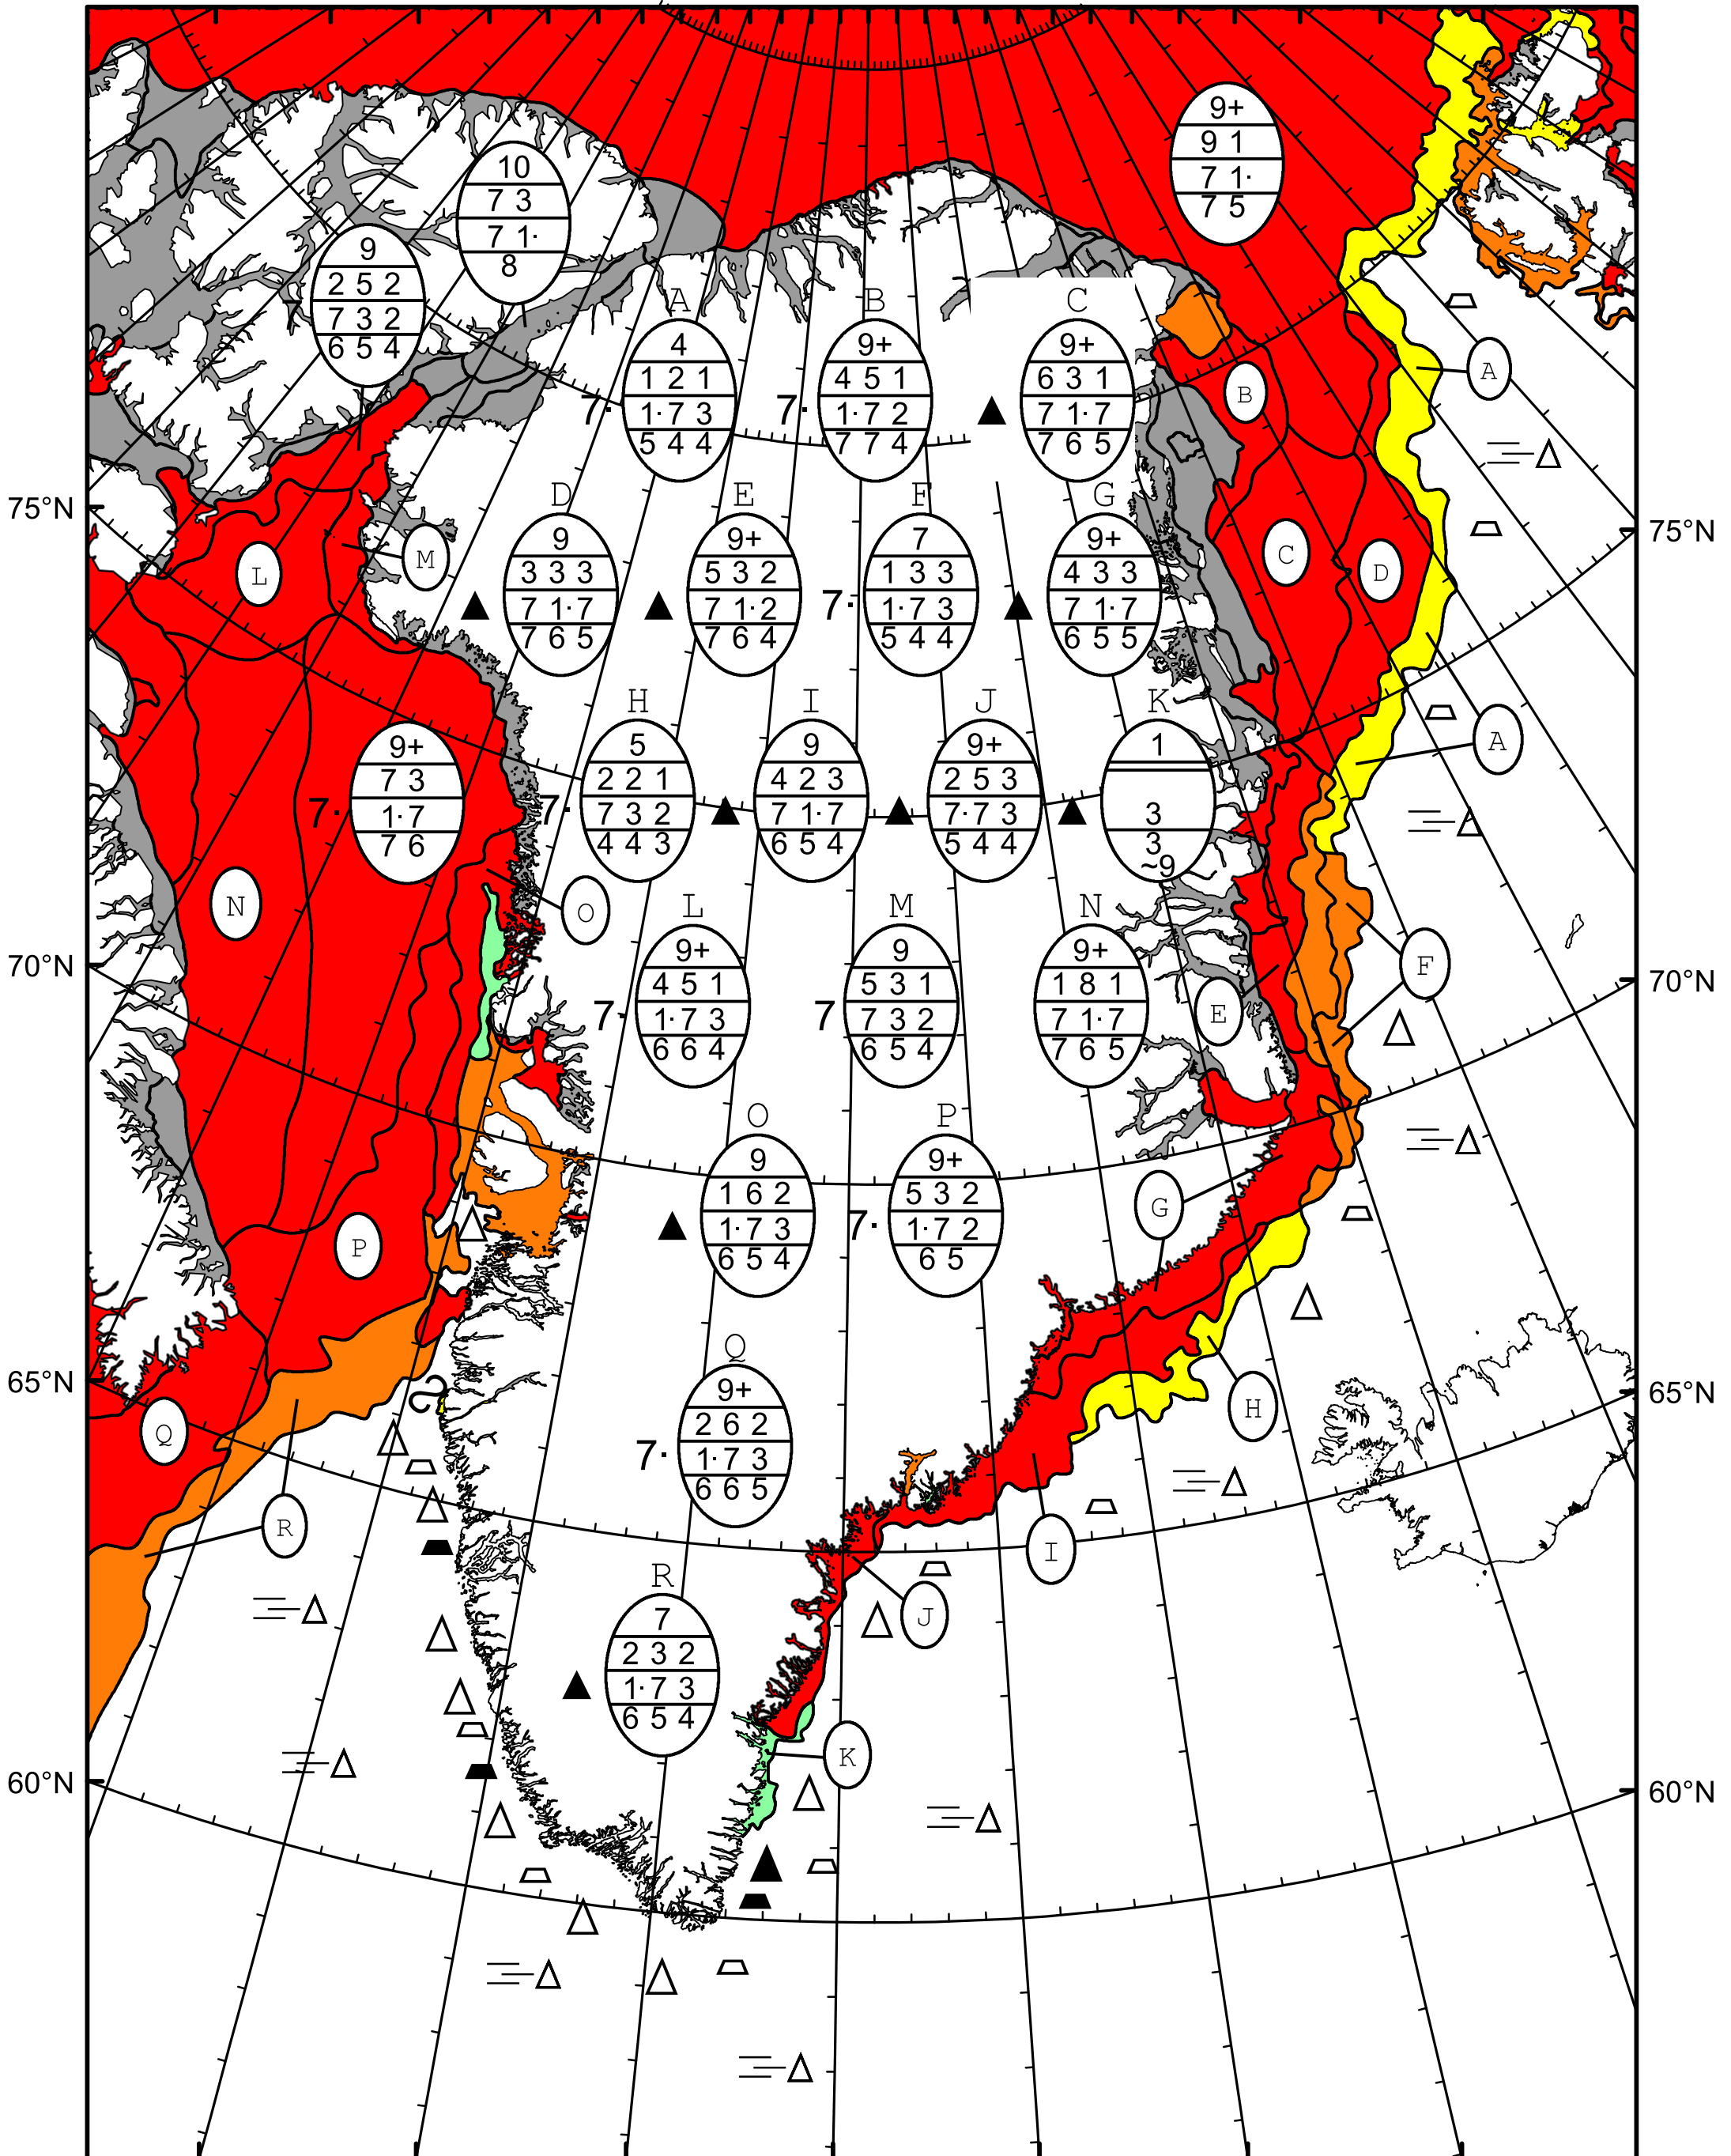 9+
9 1
7 1·
7 5
10
7 3
7 1·
8
9
2 5 2
7 7 3 2
6 5 4
A
4
1 2 1
7· 1·7 3
5 4 4
B
9+
4 5 1
7· 1·7 2
7 7 4
C
9+
6 3 1
7 1·7
7 6 5
A
B
75°N
75°N
D
9
3 3 3
7 1·7
7 6 5
E
9+
5 3 2
7 1·2
7 6 4
F
7
1 3 3
7· 1·7 3
5 4 4
G
9+
4 3 3
7 1·7
6 5 5
L
M
C
D
9+
7 3
7· 1·7
7 6
H
5
2 2 1
7· 7 3 2
4 4 3
I
9
4 2 3
7 1·7
6 5 4
J
9+
2 5 3
7·7 3
5 4 4
K
1
3
3
~9
A
N
O
70°N
70°N
L
9+
4 5 1
7· 1·7 3
6 6 4
M
9
5 3 1
7 7 3 2
6 5 4
N
9+
1 8 1
7 1·7
7 6 5
E
F
O
9
1 6 2
1·7 3
6 5 4
P
9+
5 3 2
7· 1·7 2
6 5
G
P
65°N
65°N
Q
9+
2 6 2
7· 1·7 3
6 6 5
H
Q
R
I
J
R
7
2 3 2
1·7 3
6 5 4
K
60°N
60°N